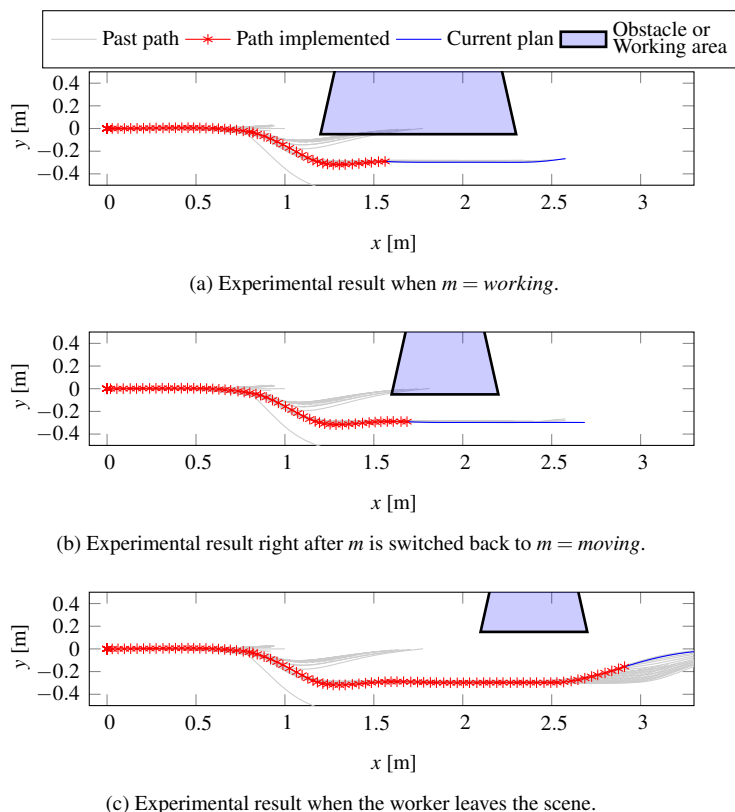 Past path Path implemented Current plan Obstacle or Working area
0.4
0.2
0
−0.2
−0.4
y [m]
0 0.5 1 1.5 2 2.5 3
x [m]
(a) Experimental result when m = working.
0.4
0.2
0
−0.2
−0.4
y [m]
0 0.5 1 1.5 2 2.5 3
x [m]
(b) Experimental result right after m is switched back to m = moving.
0.4
0.2
0
−0.2
−0.4
y [m]
0 0.5 1 1.5 2 2.5 3
x [m]
(c) Experimental result when the worker leaves the scene.